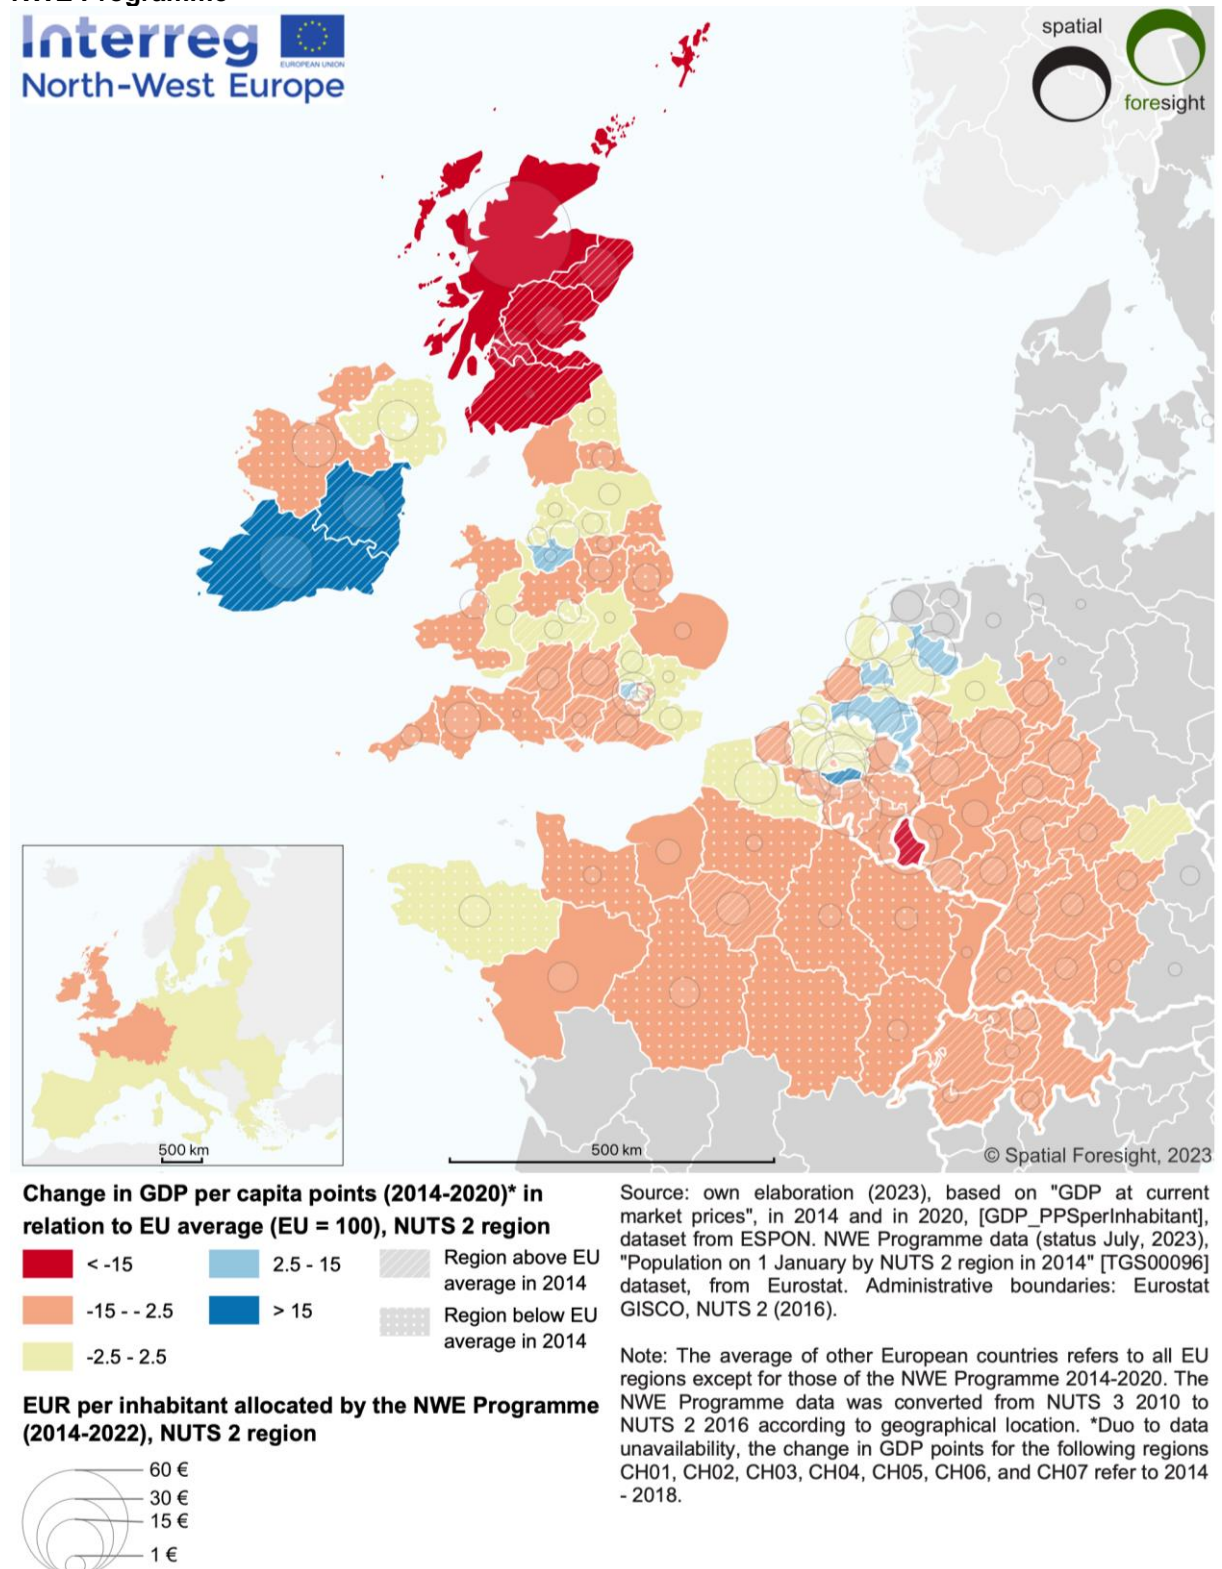 NWE Programme
Interreg
EUROPEAN UNION
North-West Europe
spatial
foresight
500 km
500 km
© Spatial Foresight, 2023
Change in GDP per capita points (2014-2020)* in
relation to EU average (EU = 100), NUTS 2 region
< -15
-15 - - 2.5
-2.5 - 2.5
2.5 - 15
> 15
Region above EU
average in 2014
Region below EU
average in 2014
EUR per inhabitant allocated by the NWE Programme
(2014-2022), NUTS 2 region
60 €
30 €
15 €
1 €
Source: own elaboration (2023), based on "GDP at current
market prices", in 2014 and in 2020, [GDP_PPSperInhabitant],
dataset from ESPON. NWE Programme data (status July, 2023),
"Population on 1 January by NUTS 2 region in 2014" [TGS00096]
dataset, from Eurostat. Administrative boundaries: Eurostat
GISCO, NUTS 2 (2016).
Note: The average of other European countries refers to all EU
regions except for those of the NWE Programme 2014-2020. The
NWE Programme data was converted from NUTS 3 2010 to
NUTS 2 2016 according to geographical location. *Duo to data
unavailability, the change in GDP points for the following regions
CH01, CH02, CH03, CH04, CH05, CH06, and CH07 refer to 2014
- 2018.